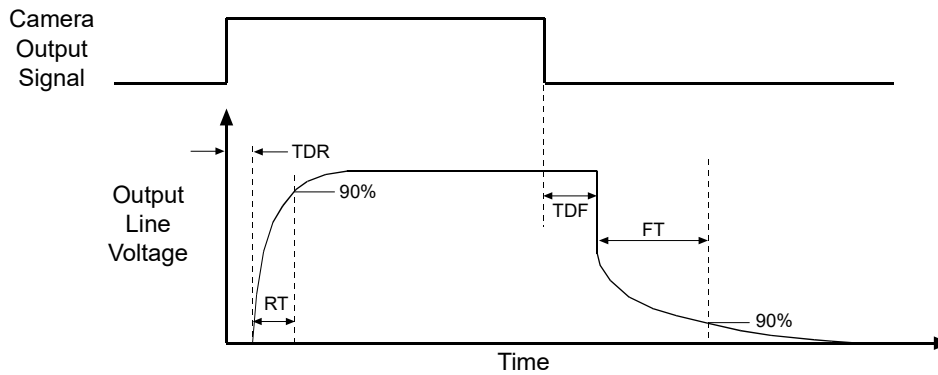 Camera
Output
Signal
TDR
90%
Output
Line
Voltage
TDF
FT
RT
90%
Time